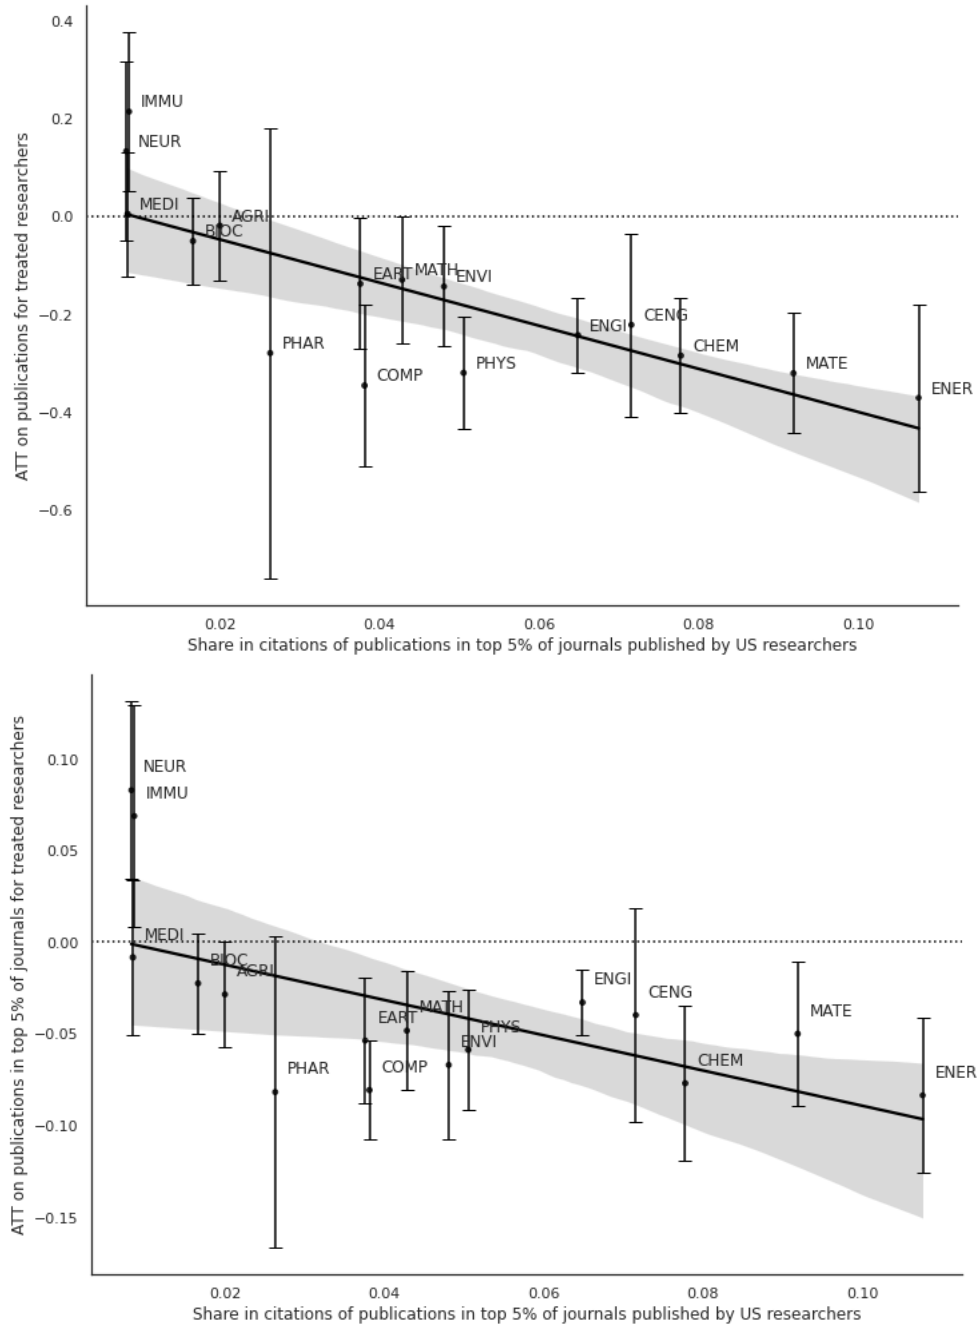 0.4
0.2
0.0
−0.2
−0.4
−0.6
ATT on publications for treated researchers
IMMU
NEUR
MEDI
BIOC
AGRI
PHAR
EART
MATH
ENVI
COMP
PHYS
ENGI
CENG
CHEM
MATE
ENER
0.02 0.04 0.06 0.08 0.10
Share in citations of publications in top 5% of journals published by US researchers
0.10
0.05
0.00
−0.05
−0.10
−0.15
ATT on publications in top 5% of journals for treated researchers
NEUR
IMMU
MEDI
BIOC
AGRI
PHAR
EART
MATH
PHYS
ENVI
COMP
ENGI
CENG
CHEM
MATE
ENER
0.02 0.04 0.06 0.08 0.10
Share in citations of publications in top 5% of journals published by US researchers